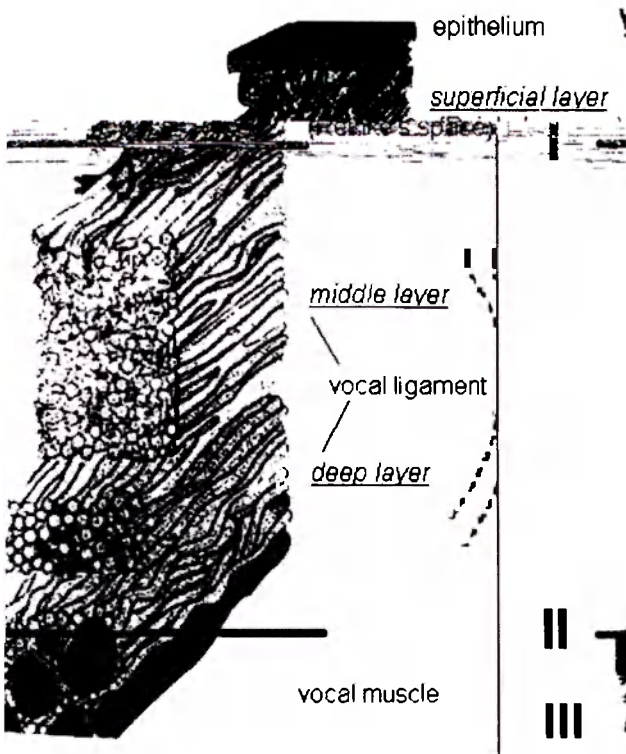 epithelium
superficial layer
middle layer
vocal ligament
deep layer
II
vocal muscle
III